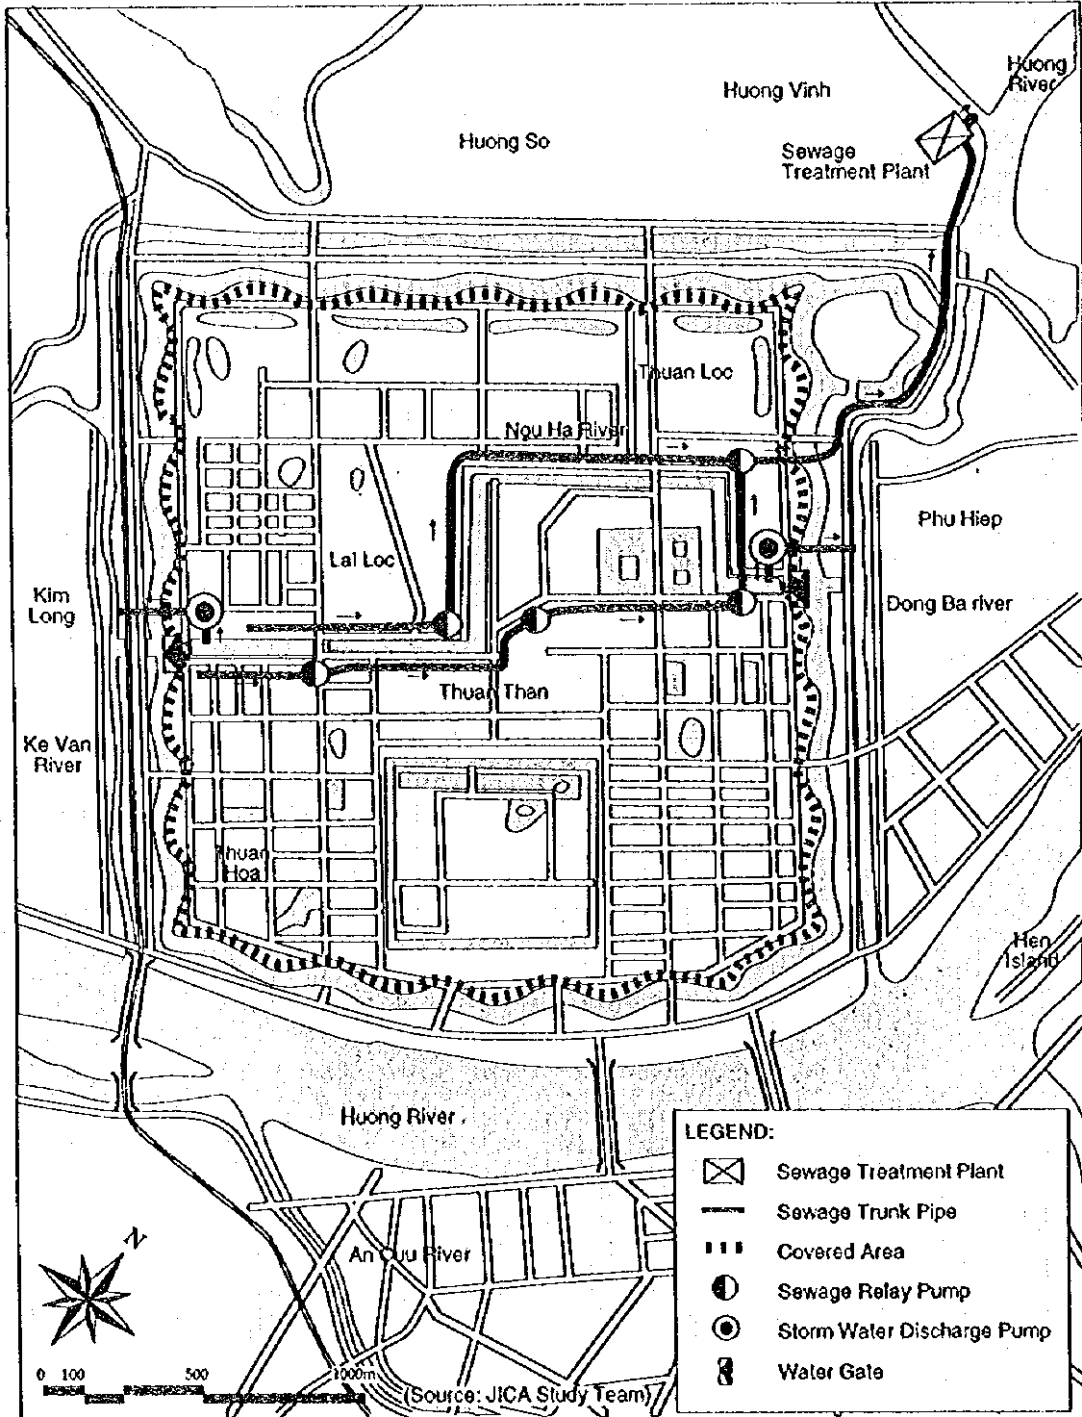 Huong
River
Huong Vinh
Huong So
Sewage
Treatment Plant
Thuan Loc
Ngu Ha River
Phu Hiep
Lai Loc
Kim
Long
Dong Ba river
Thuan Than
Ke Van
River
Thuan
Hoa
Hen
Island
Huong River
An Cuu River
N
0 100 500 1000m
(Source: JICA Study Team)
LEGEND:
Sewage Treatment Plant
Sewage Trunk Pipe
Covered Area
Sewage Relay Pump
Storm Water Discharge Pump
Water Gate